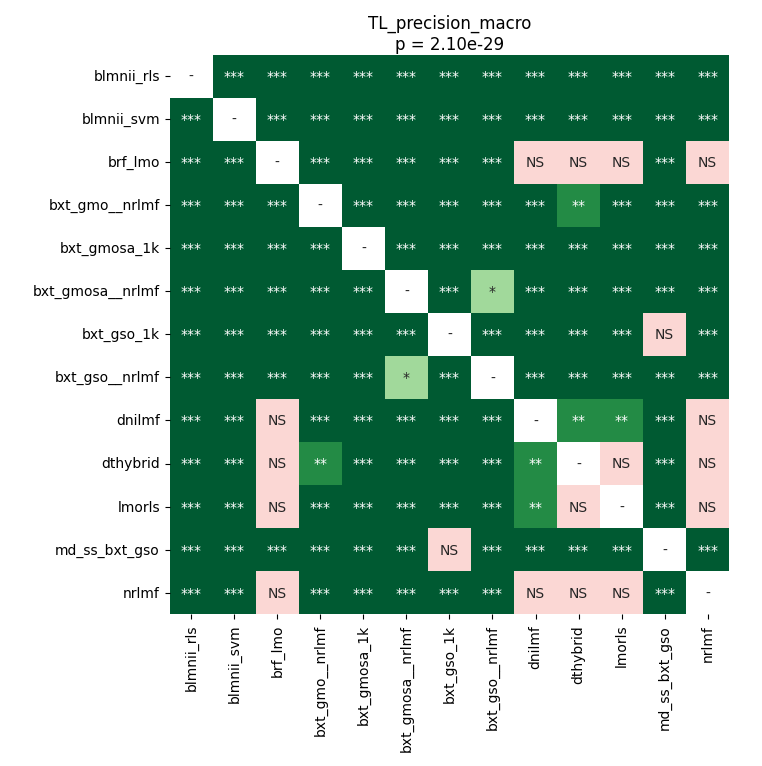 TL_precision_macro
p = 2.10e-29
blmnii_rls - *** *** *** *** *** *** *** *** *** *** *** ***
blmnii_svm *** - *** *** *** *** *** *** *** *** *** *** ***
brf_lmo *** *** - *** *** *** *** *** NS NS NS *** NS
bxt_gmo__nrlmf *** *** *** - *** *** *** *** *** ** *** *** ***
bxt_gmosa_1k *** *** *** *** - *** *** *** *** *** *** *** ***
bxt_gmosa__nrlmf *** *** *** *** *** - *** * *** *** *** *** ***
bxt_gso_1k *** *** *** *** *** *** - *** *** *** *** NS ***
bxt_gso__nrlmf *** *** *** *** *** * *** - *** *** *** *** ***
dnilmf *** *** NS *** *** *** *** *** - ** ** *** NS
dthybrid *** *** NS ** *** *** *** *** ** - NS *** NS
lmorls *** *** NS *** *** *** *** *** ** NS - *** NS
md_ss_bxt_gso *** *** *** *** *** *** NS *** *** *** *** - ***
nrlmf *** *** NS *** *** *** *** *** NS NS NS *** -
blmnii_rls
blmnii_svm
brf_lmo
bxt_gmo__nrlmf
bxt_gmosa_1k
bxt_gmosa__nrlmf
bxt_gso_1k
bxt_gso__nrlmf
dnilmf
dthybrid
lmorls
md_ss_bxt_gso
nrlmf